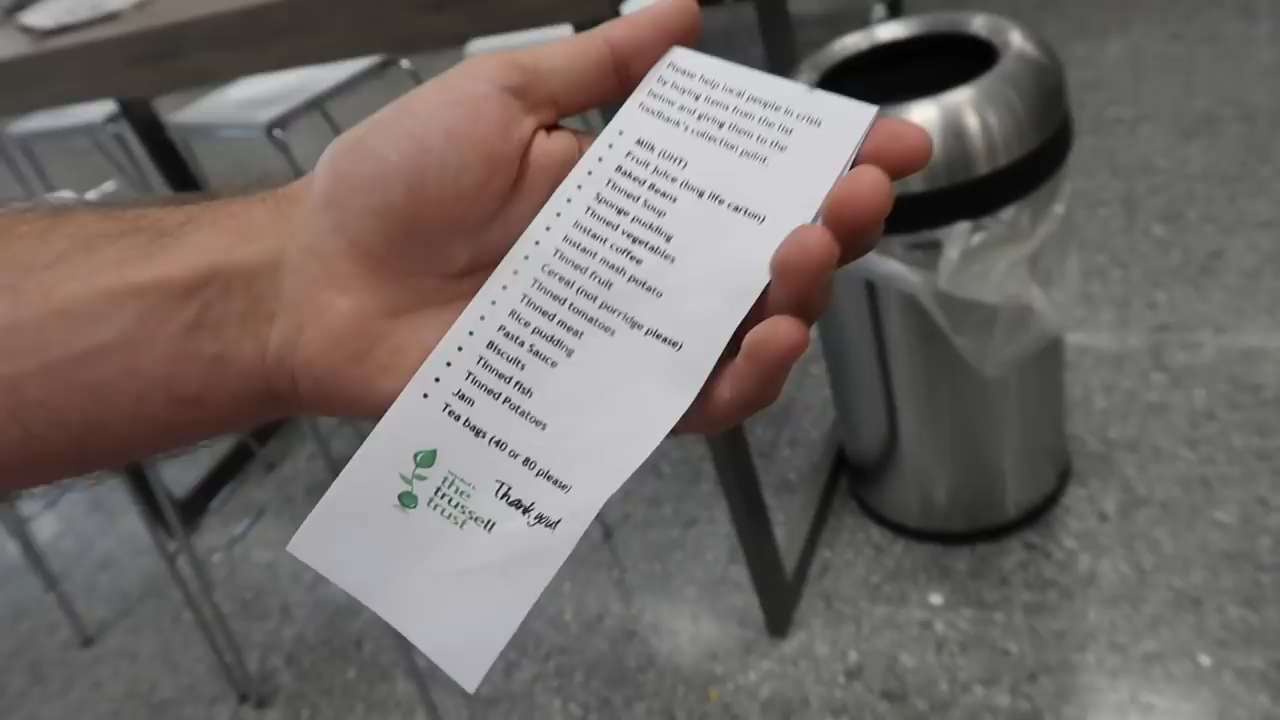 Please help local people in crisis
by buying items from the list
below and giving them to the
foodbank's collection point.
Milk (UHT)
Fruit juice (long life carton)
Baked Beans
Tinned Soup
Sponge pudding
Tinned vegetables
Instant coffee
Instant mash potato
Tinned fruit
Cereal (not porridge please)
Tinned tomatoes
Tinned meat
Rice pudding
Pasta Sauce
Biscuits
Tinned fish
Tinned Potatoes
Jam
Tea bags (40 or 80 please)
the
trussell
trust
Thank you!